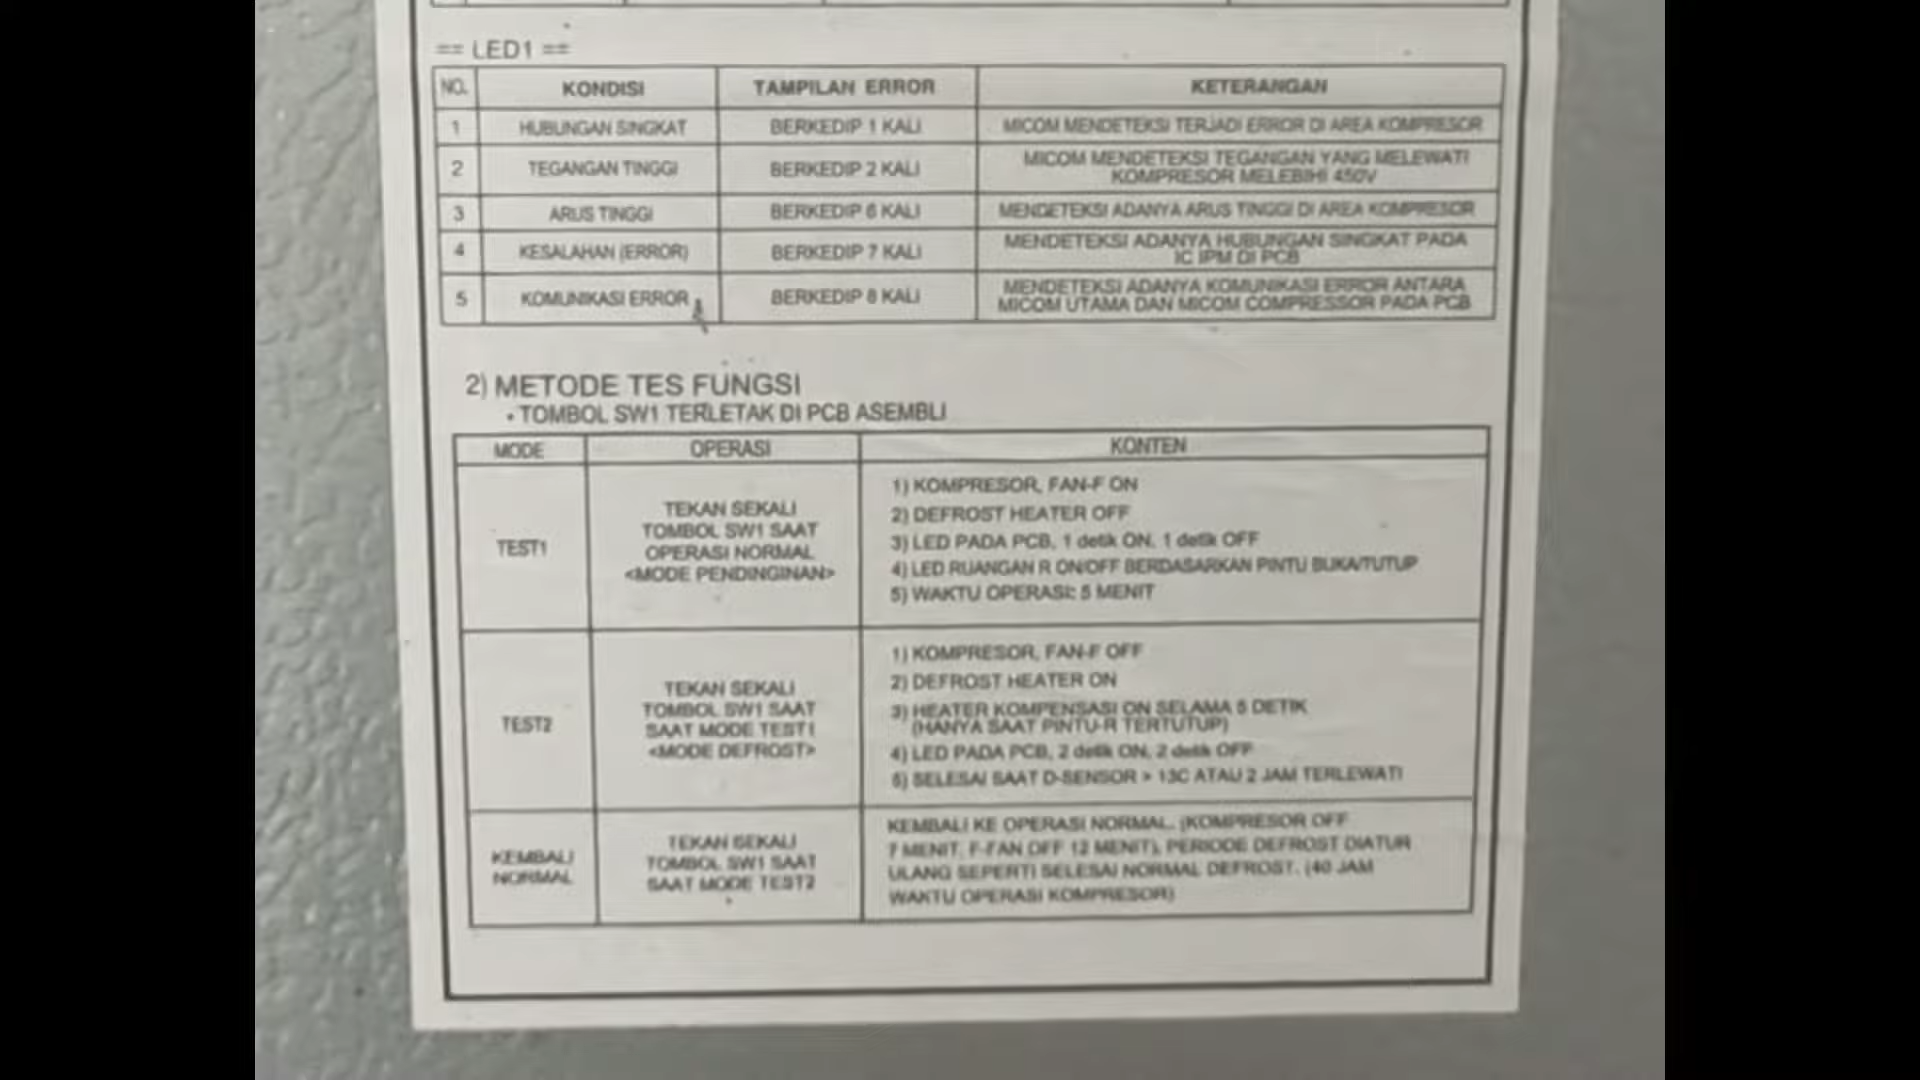 == LED1 ==
NO. KONDISI TAMPILAN ERROR KETERANGAN
1 HUBUNGAN SINGKAT BERKEDIP 1 KALI MICOM MENDETEKSI TERJADI ERROR DI AREA KOMPRESOR
2 TEGANGAN TINGGI BERKEDIP 2 KALI MICOM MENDETEKSI TEGANGAN YANG MELEWATI
KOMPRESOR MELEBIHI 450V
3 ARUS TINGGI BERKEDIP 6 KALI MENDETEKSI ADANYA ARUS TINGGI DI AREA KOMPRESOR
4 KESALAHAN (ERROR) BERKEDIP 7 KALI MENDETEKSI ADANYA HUBUNGAN SINGKAT PADA
IC IPM DI PCB
5 KOMUNIKASI ERROR BERKEDIP 8 KALI MENDETEKSI ADANYA KOMUNIKASI ERROR ANTARA
MICOM UTAMA DAN MICOM COMPRESSOR PADA PCB
2) METODE TES FUNGSI
• TOMBOL SW1 TERLETAK DI PCB ASEMBLI
MODE OPERASI KONTEN
TEST1
TEKAN SEKALI
TOMBOL SW1 SAAT
OPERASI NORMAL
<MODE PENDINGINAN>
1) KOMPRESOR, FAN-F ON
2) DEFROST HEATER OFF
3) LED PADA PCB, 1 detik ON, 1 detik OFF
4) LED RUANGAN R ON/OFF BERDASARKAN PINTU BUKA/TUTUP
5) WAKTU OPERASI: 5 MENIT
TEST2
TEKAN SEKALI
TOMBOL SW1 SAAT
SAAT MODE TEST1
<MODE DEFROST>
1) KOMPRESOR, FAN-F OFF
2) DEFROST HEATER ON
3) HEATER KOMPENSASI ON SELAMA 5 DETIK
(HANYA SAAT PINTU-R TERTUTUP)
4) LED PADA PCB, 2 detik ON, 2 detik OFF
5) SELESAI SAAT D-SENSOR > 13C ATAU 2 JAM TERLEWATI
KEMBALI
NORMAL
TEKAN SEKALI
TOMBOL SW1 SAAT
SAAT MODE TEST2
KEMBALI KE OPERASI NORMAL. (KOMPRESOR OFF
7 MENIT, F-FAN OFF 12 MENIT), PERIODE DEFROST DIATUR
ULANG SEPERTI SELESAI NORMAL DEFROST. (40 JAM
WAKTU OPERASI KOMPRESOR)